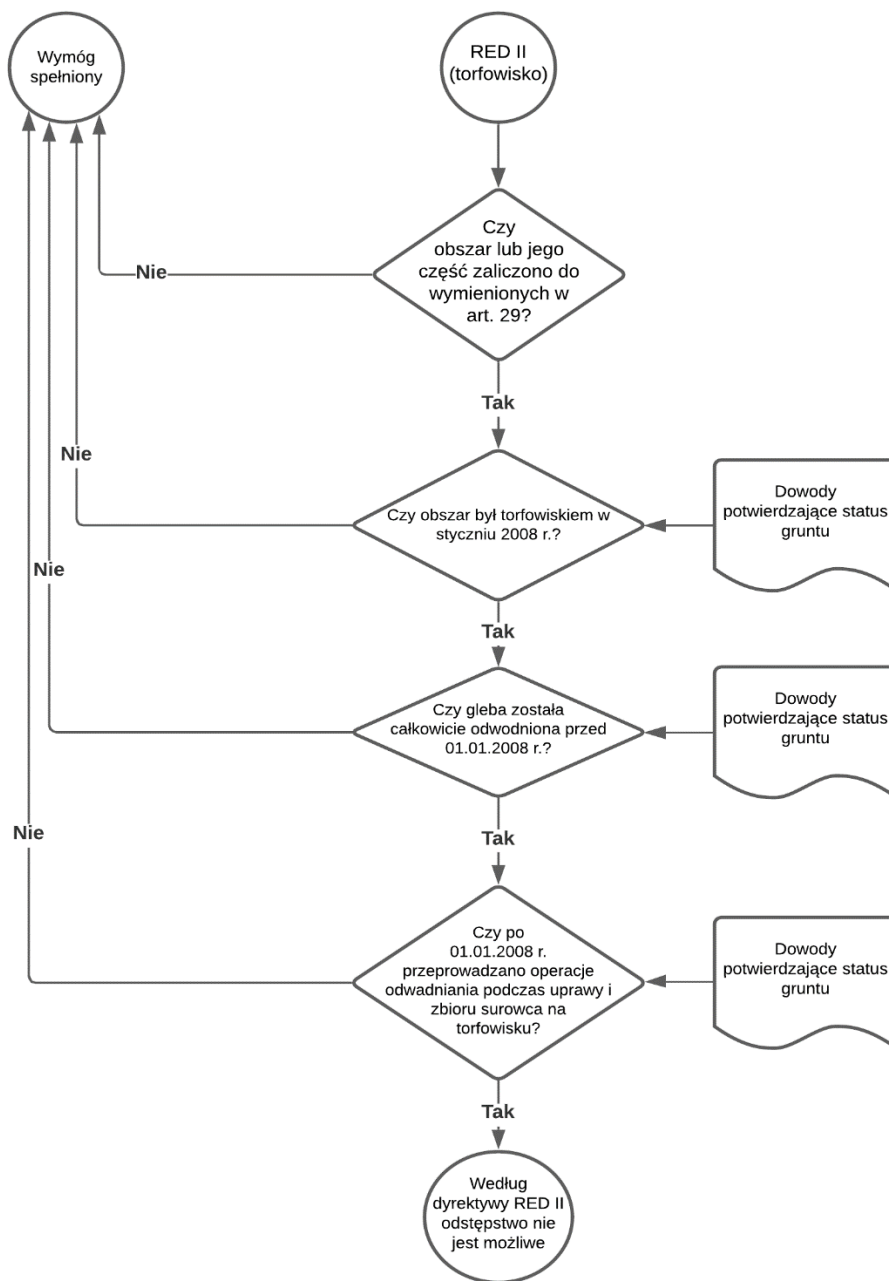 Wymóg
spełniony
RED II
(torfowisko)
Czy
obszar lub jego
część zaliczono do
wymienionych w
art. 29?
Nie
Tak
Nie
Czy obszar był torfowiskiem w
styczniu 2008 r.?
Dowody
potwierdzające status
gruntu
Nie
Tak
Czy gleba została
całkowicie odwodniona przed
01.01.2008 r.?
Dowody
potwierdzające status
gruntu
Nie
Tak
Czy po
01.01.2008 r.
przeprowadzano operacje
odwadniania podczas uprawy i
zbioru surowca na
torfowisku?
Dowody
potwierdzające status
gruntu
Tak
Według
dyrektywy RED II
odstępstwo nie
jest możliwe